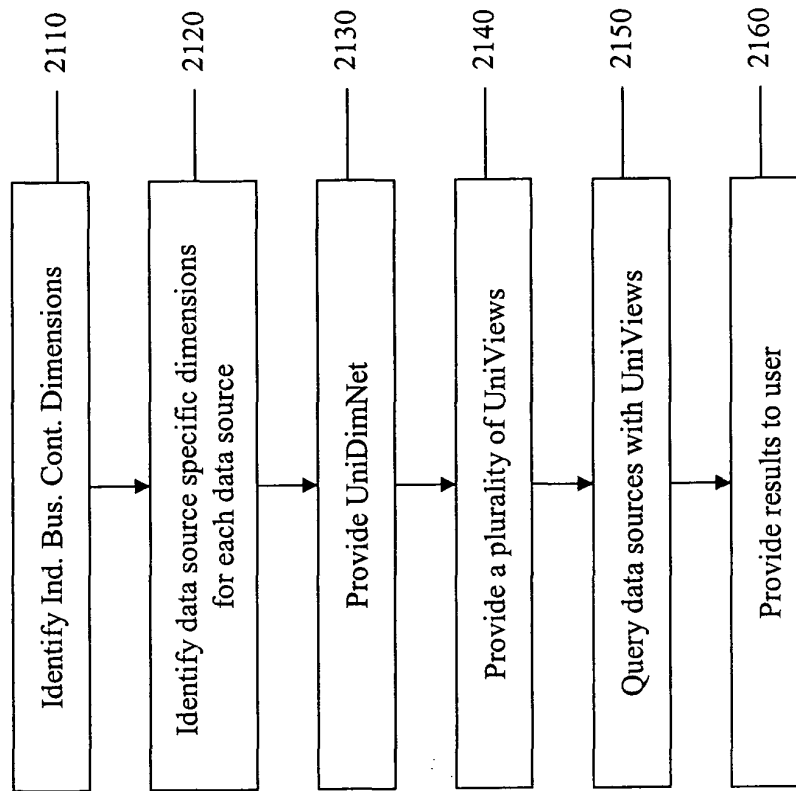 Identify Ind. Bus. Cont. Dimensions
2110
Identify data source specific dimensions
for each data source
2120
Provide UniDimNet
2130
Provide a plurality of UniViews
2140
Query data sources with UniViews
2150
Provide results to user
2160